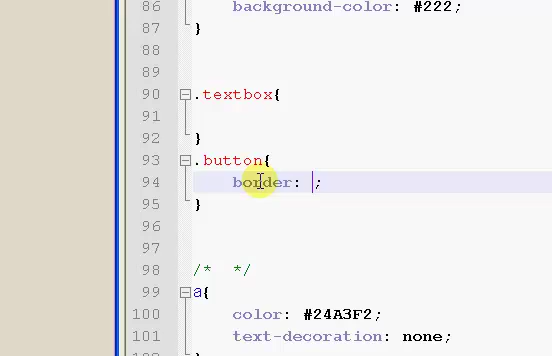 86 background-color: #222;
87 }
88
89
90 .textbox{
91
92 }
93 .button{
94 border: ;
95 }
96
97
98 /* */
99 a{
100 color: #24A3F2;
101 text-decoration: none;